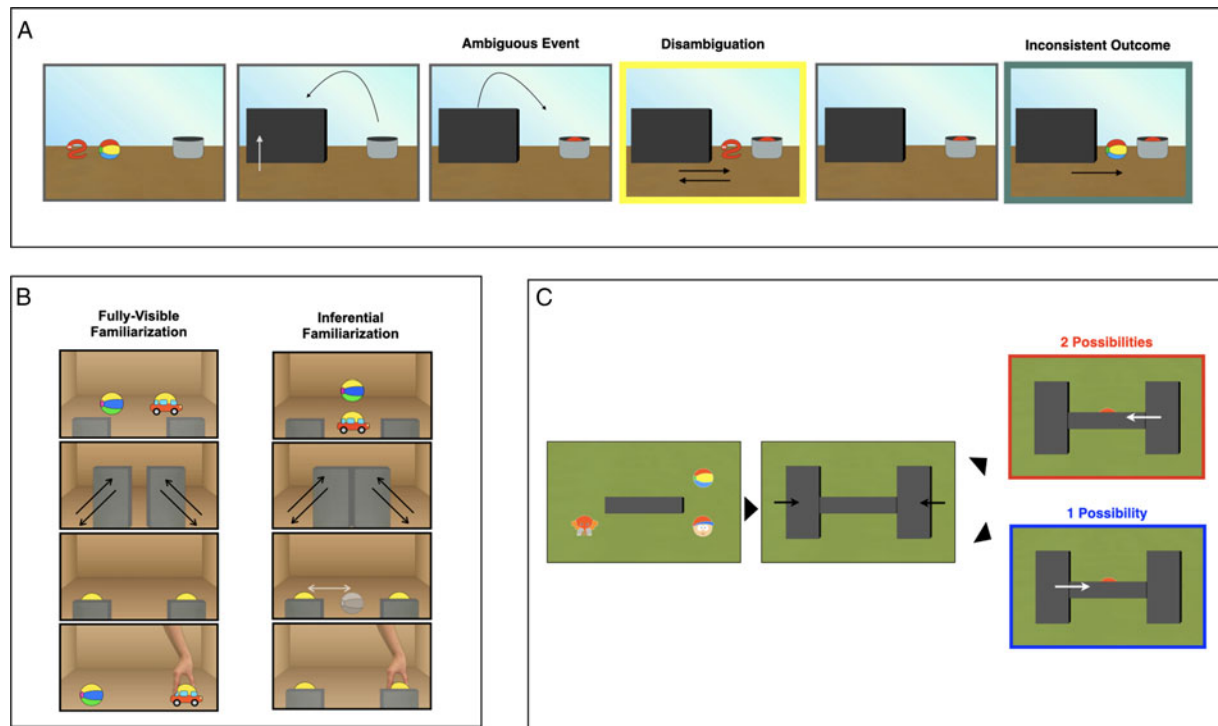 A
Ambiguous Event
Disambiguation
Inconsistent Outcome
B
Fully-Visible
Familiarization
Inferential
Familiarization
C
2 Possibilities
1 Possibility